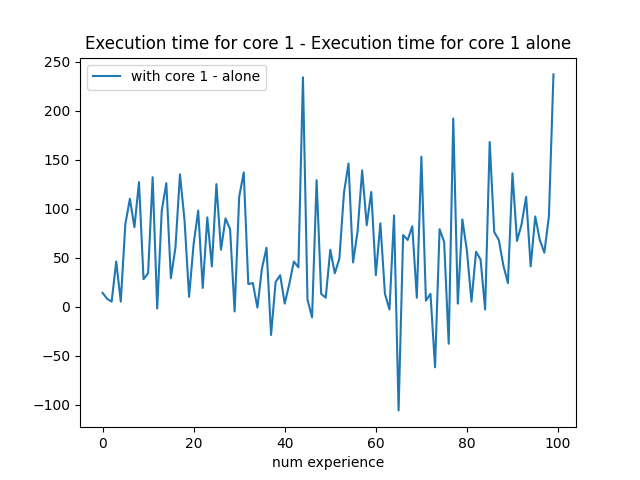 Execution time for core 1 - Execution time for core 1 alone
with core 1 - alone
250
200
150
100
50
0
−50
−100
0 20 40 60 80 100
num experience